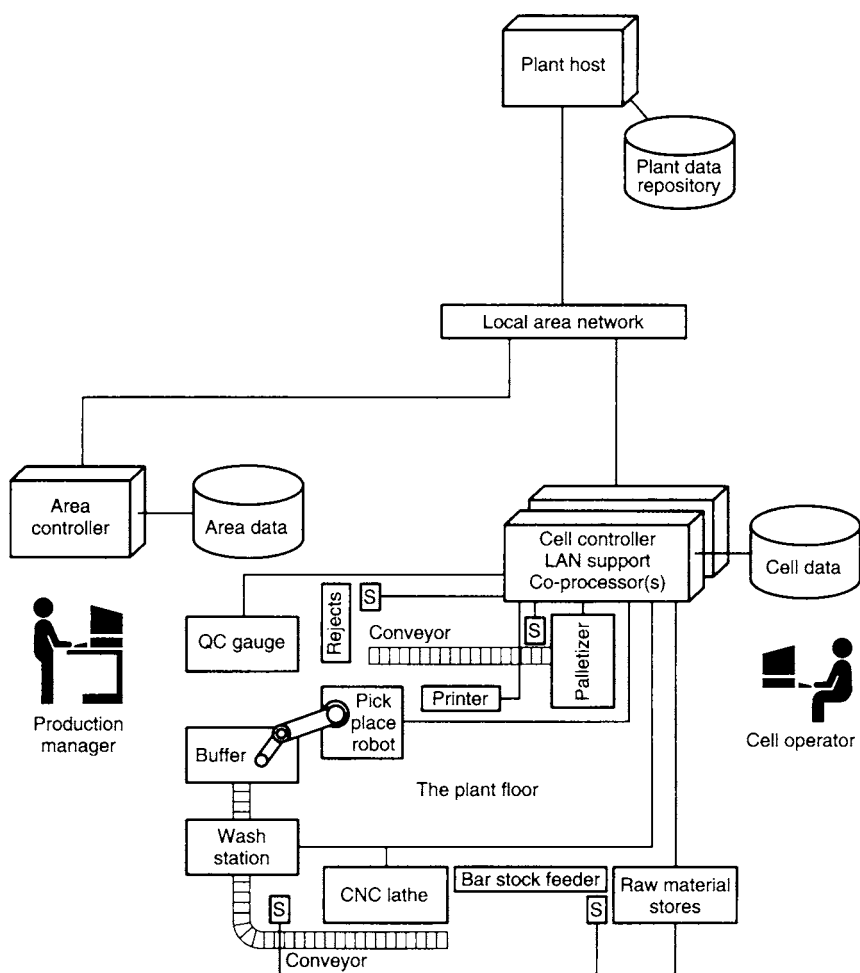 Plant host
Plant data
repository
Local area network
Area
controller
Area data
Cell controller
LAN support
Co-processor(s)
Cell data
QC gauge
Rejects
S
Conveyor
S
Palletizer
Printer
Production
manager
Pick
place
robot
Cell operator
Buffer
The plant floor
Wash
station
CNC lathe
Bar stock feeder
Raw material
stores
S
S
Conveyor